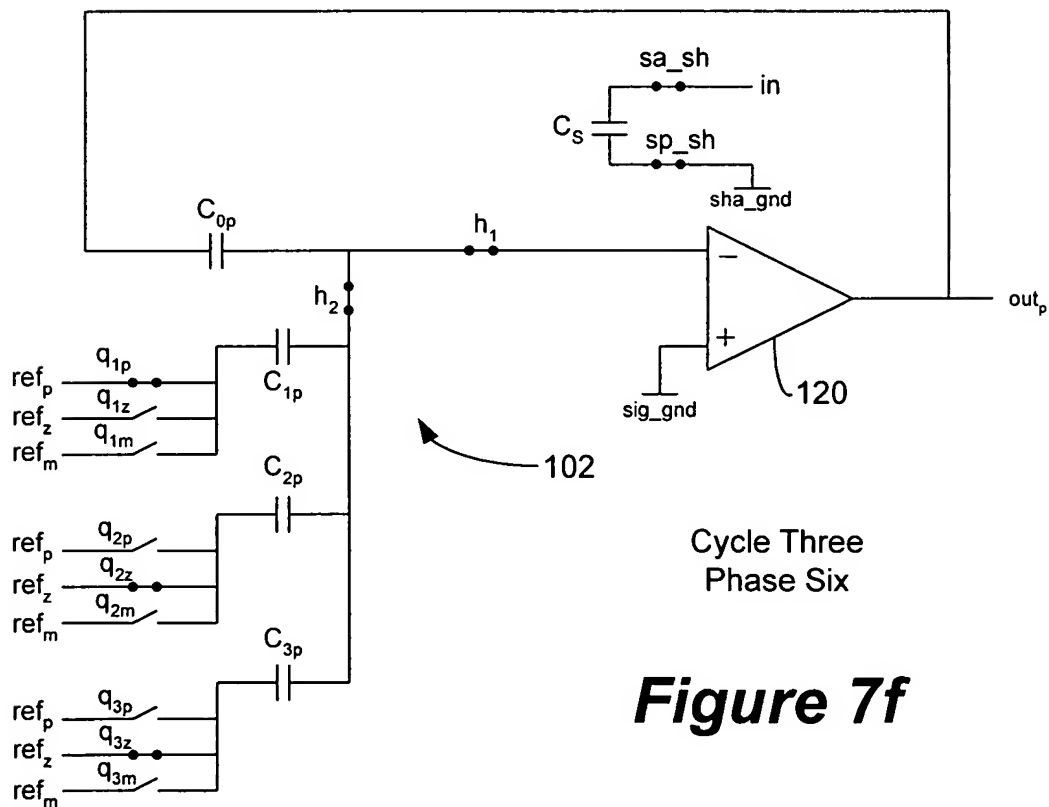 sa_sh
in
C_S
sp_sh
sha_gnd
C_0p
h_1
−
h_2
out_p
+
q_1p
ref_p
C_1p
120
q_1z
ref_z
sig_gnd
q_1m
ref_m
102
C_2p
q_2p
ref_p
Cycle Three
q_2z
ref_z
Phase Six
q_2m
ref_m
C_3p
q_3p
ref_p
Figure 7f
q_3z
ref_z
q_3m
ref_m